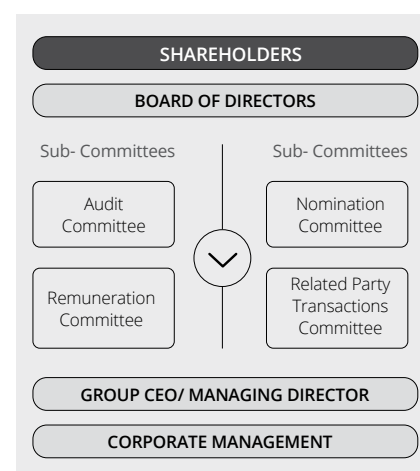 SHAREHOLDERS
BOARD OF DIRECTORS
Sub- Committees
Sub- Committees
Audit
Committee
Nomination
Committee
Remuneration
Committee
Related Party
Transactions
Committee
GROUP CEO/ MANAGING DIRECTOR
CORPORATE MANAGEMENT